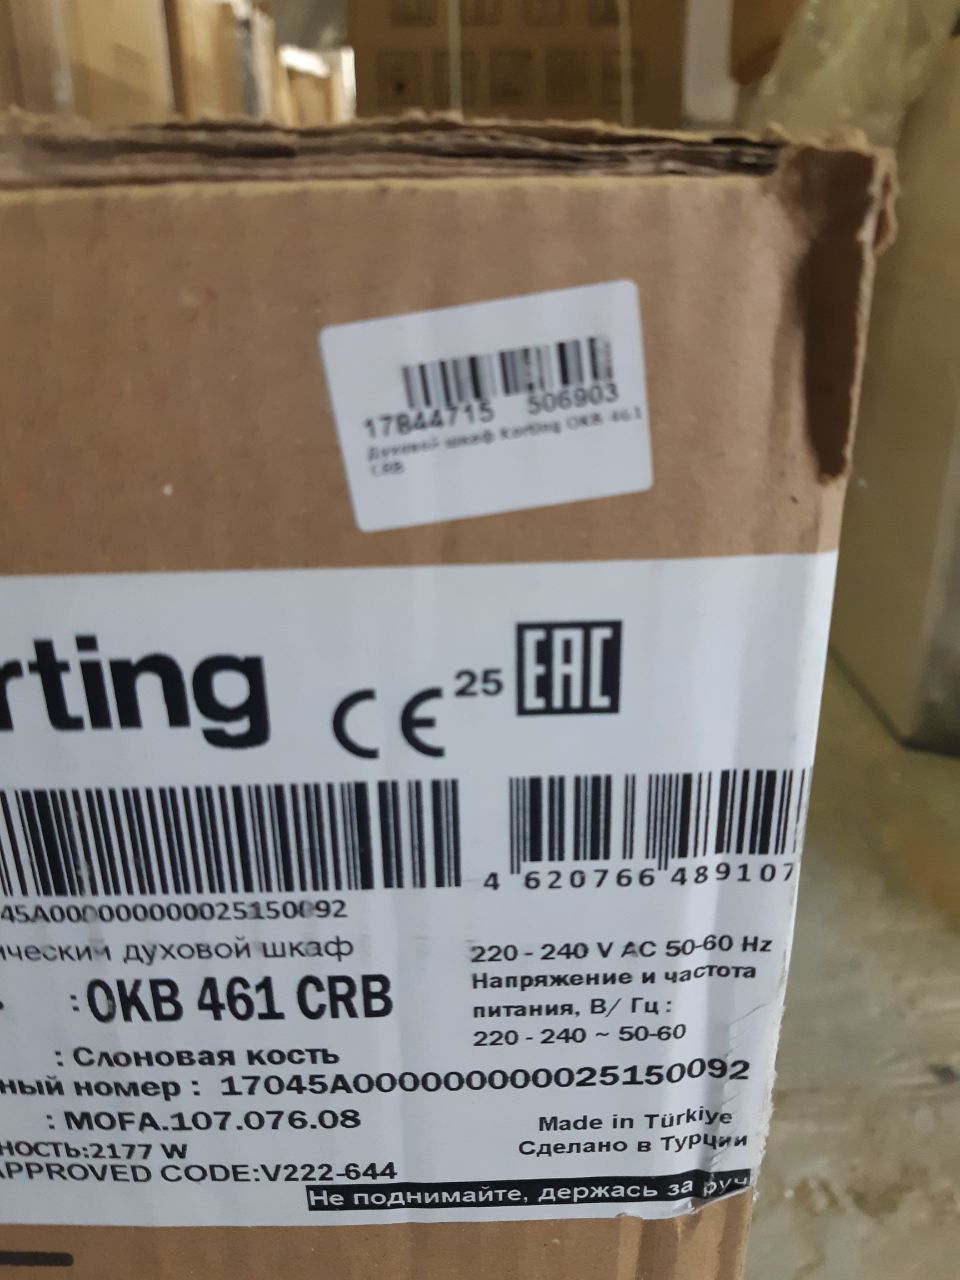 17844715 506903
Духовой шкаф Korting OKB 461
CRB
rting
CE 25 EAC
4 620766 489107
45A000000000025150092
ический духовой шкаф
220 - 240 V AC 50-60 Hz
: OKB 461 CRB
Напряжение и частота
питания, В/ Гц :
220 - 240 ~ 50-60
: Слоновая кость
ный номер : 17045A000000000025150092
: MOFA.107.076.08
Made in Türkiye
Сделано в Турции
НОСТЬ:2177 W
APPROVED CODE:V222-644
Не поднимайте, держась за руч